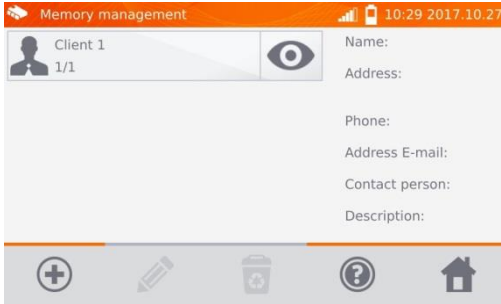 Memory management
10:29 2017.10.27
Client 1
1/1
Name:
Address:
Phone:
Address E-mail:
Contact person:
Description: